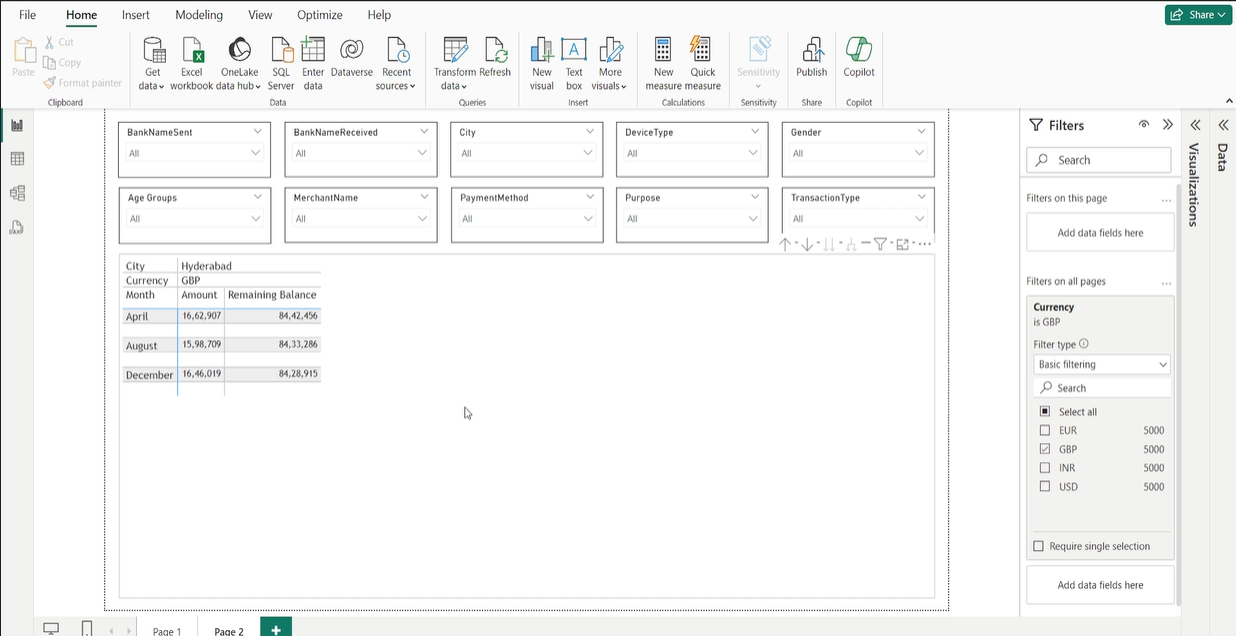 File Home Insert Modeling View Optimize Help Share
Paste Cut
Copy
Format painter
Clipboard
Get data
Excel workbook
OneLake data hub
SQL Server
Enter data
Dataverse
Recent sources
Data
Transform data
Refresh
Queries
New visual
Text box
More visuals
Insert
New measure
Quick measure
Calculations
Sensitivity
Sensitivity
Publish
Share
Copilot
Copilot
BankNameSent BankNameReceived City DeviceType Gender
All All All All All
Age Groups MerchantName PaymentMethod Purpose TransactionType
All All All All All
City Hyderabad
Currency GBP
Month Amount Remaining Balance
April 16,62,907 84,42,456
August 15,98,709 84,33,286
December 16,46,019 84,28,915
Filters
Search
Filters on this page ...
Add data fields here
Filters on all pages ...
Currency
is GBP
Filter type
Basic filtering
Search
Select all
EUR 5000
GBP 5000
INR 5000
USD 5000
Require single selection
Add data fields here
Visualizations
Data
Page 1 Page 2 +